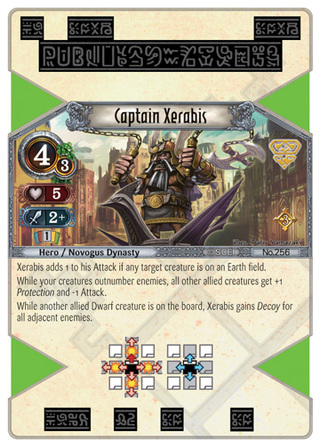 Captain Xerabis
4
3
5
2+
1
Hero / Novogus Dynasty
No.256
Xerabis adds 1 to his Attack if any target creature is on an Earth field.
While your creatures outnumber enemies, all other allied creatures get +1
Protection and -1 Attack.
While another allied Dwarf creature is on the board, Xerabis gains Decoy for
all adjacent enemies.